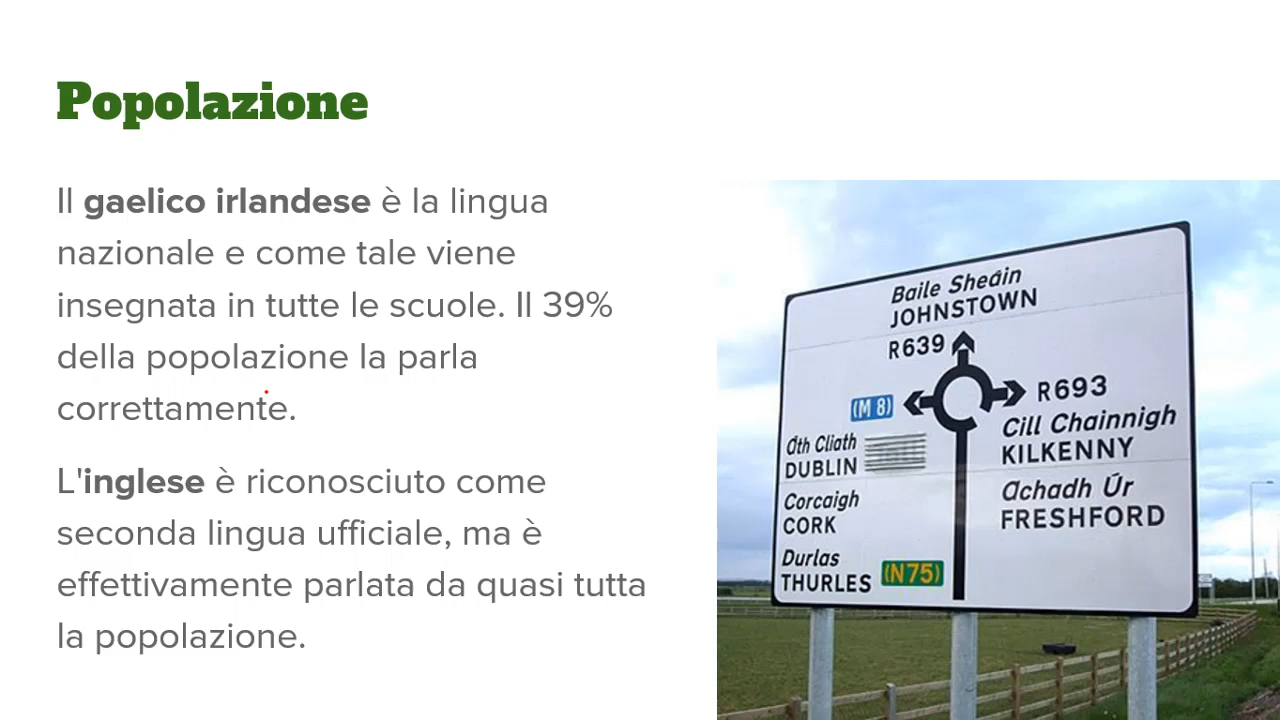 Popolazione
Il gaelico irlandese è la lingua
nazionale e come tale viene
insegnata in tutte le scuole. Il 39%
della popolazione la parla
correttamente.
L'inglese è riconosciuto come
seconda lingua ufficiale, ma è
effettivamente parlata da quasi tutta
la popolazione.
Baile Sheáin
JOHNSTOWN
R639
(M 8)
Áth Cliath
DUBLIN
Corcaigh
CORK
Durlas
THURLES (N75)
R693
Cill Chainnigh
KILKENNY
Achadh Úr
FRESHFORD